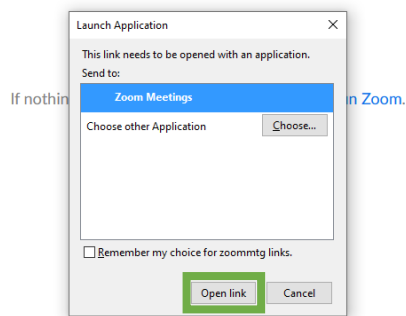 Launch Application
This link needs to be opened with an application.
Send to:
Zoom Meetings
If nothin n Zoom.
Choose other Application Choose...
Remember my choice for zoommtg links.
Open link Cancel